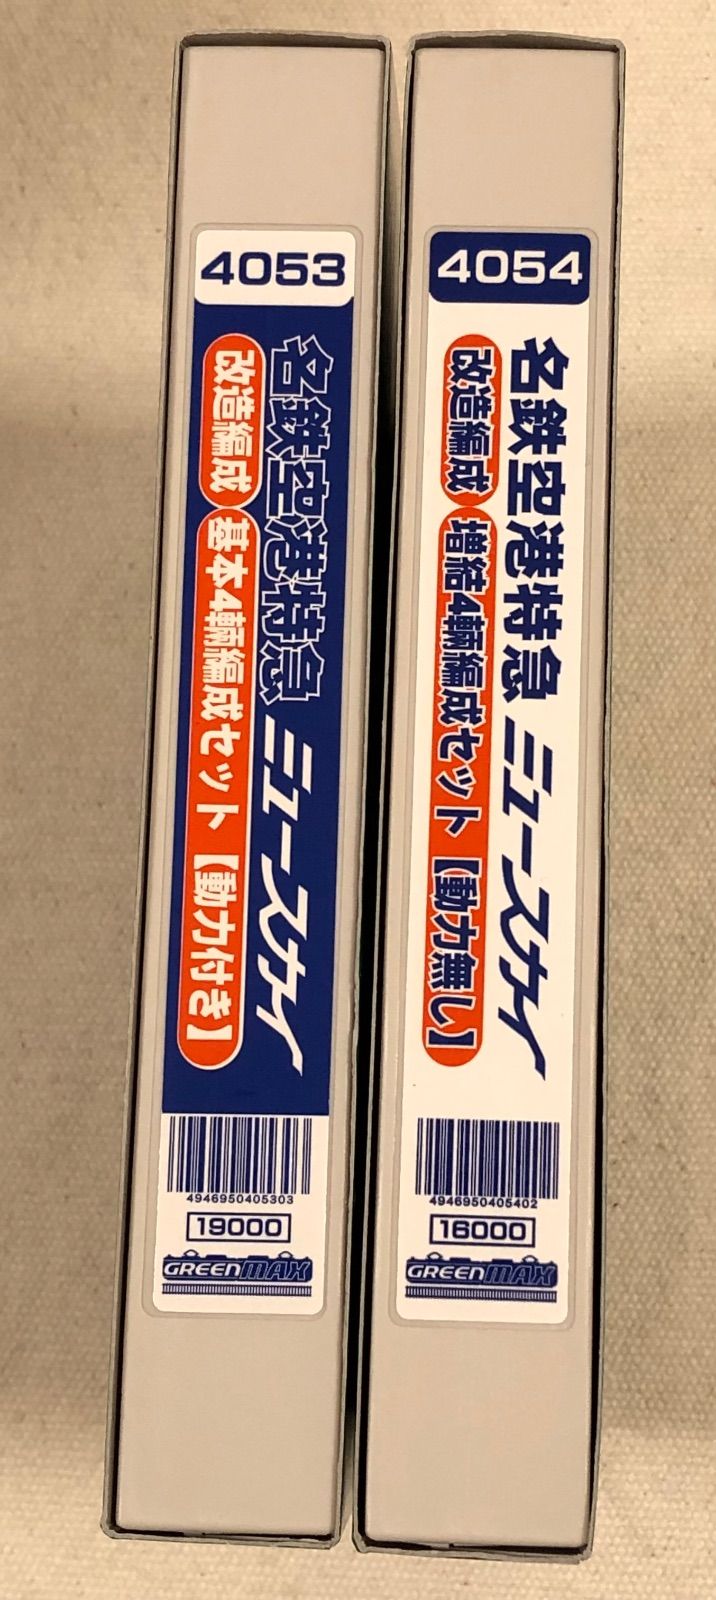 4053
名鉄空港特急 ミュースカイ
改造編成 基本4輌編成セット【動力付き】
4946950405303
19000
GREENMAX
4054
名鉄空港特急 ミュースカイ
改造編成 増結4輌編成セット【動力無し】
4946950405402
16000
GREENMAX